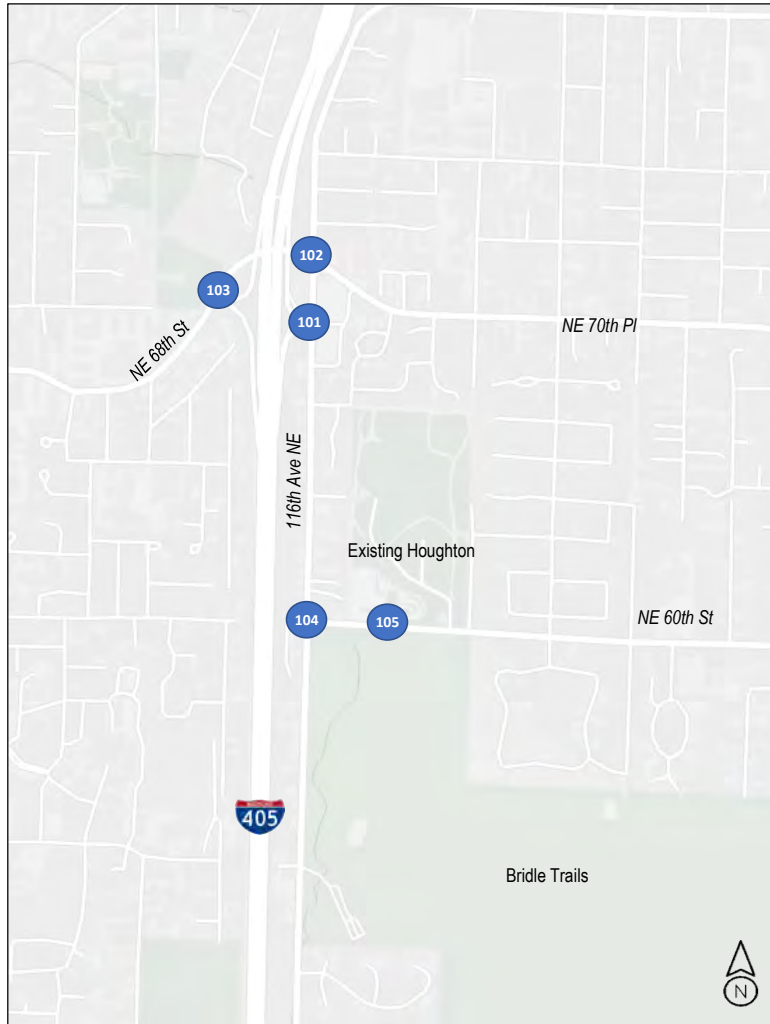 102
103
101
NE 70th Pl
NE 68th St
116th Ave NE
Existing Houghton
104
105
NE 60th St
405
Bridle Trails
N